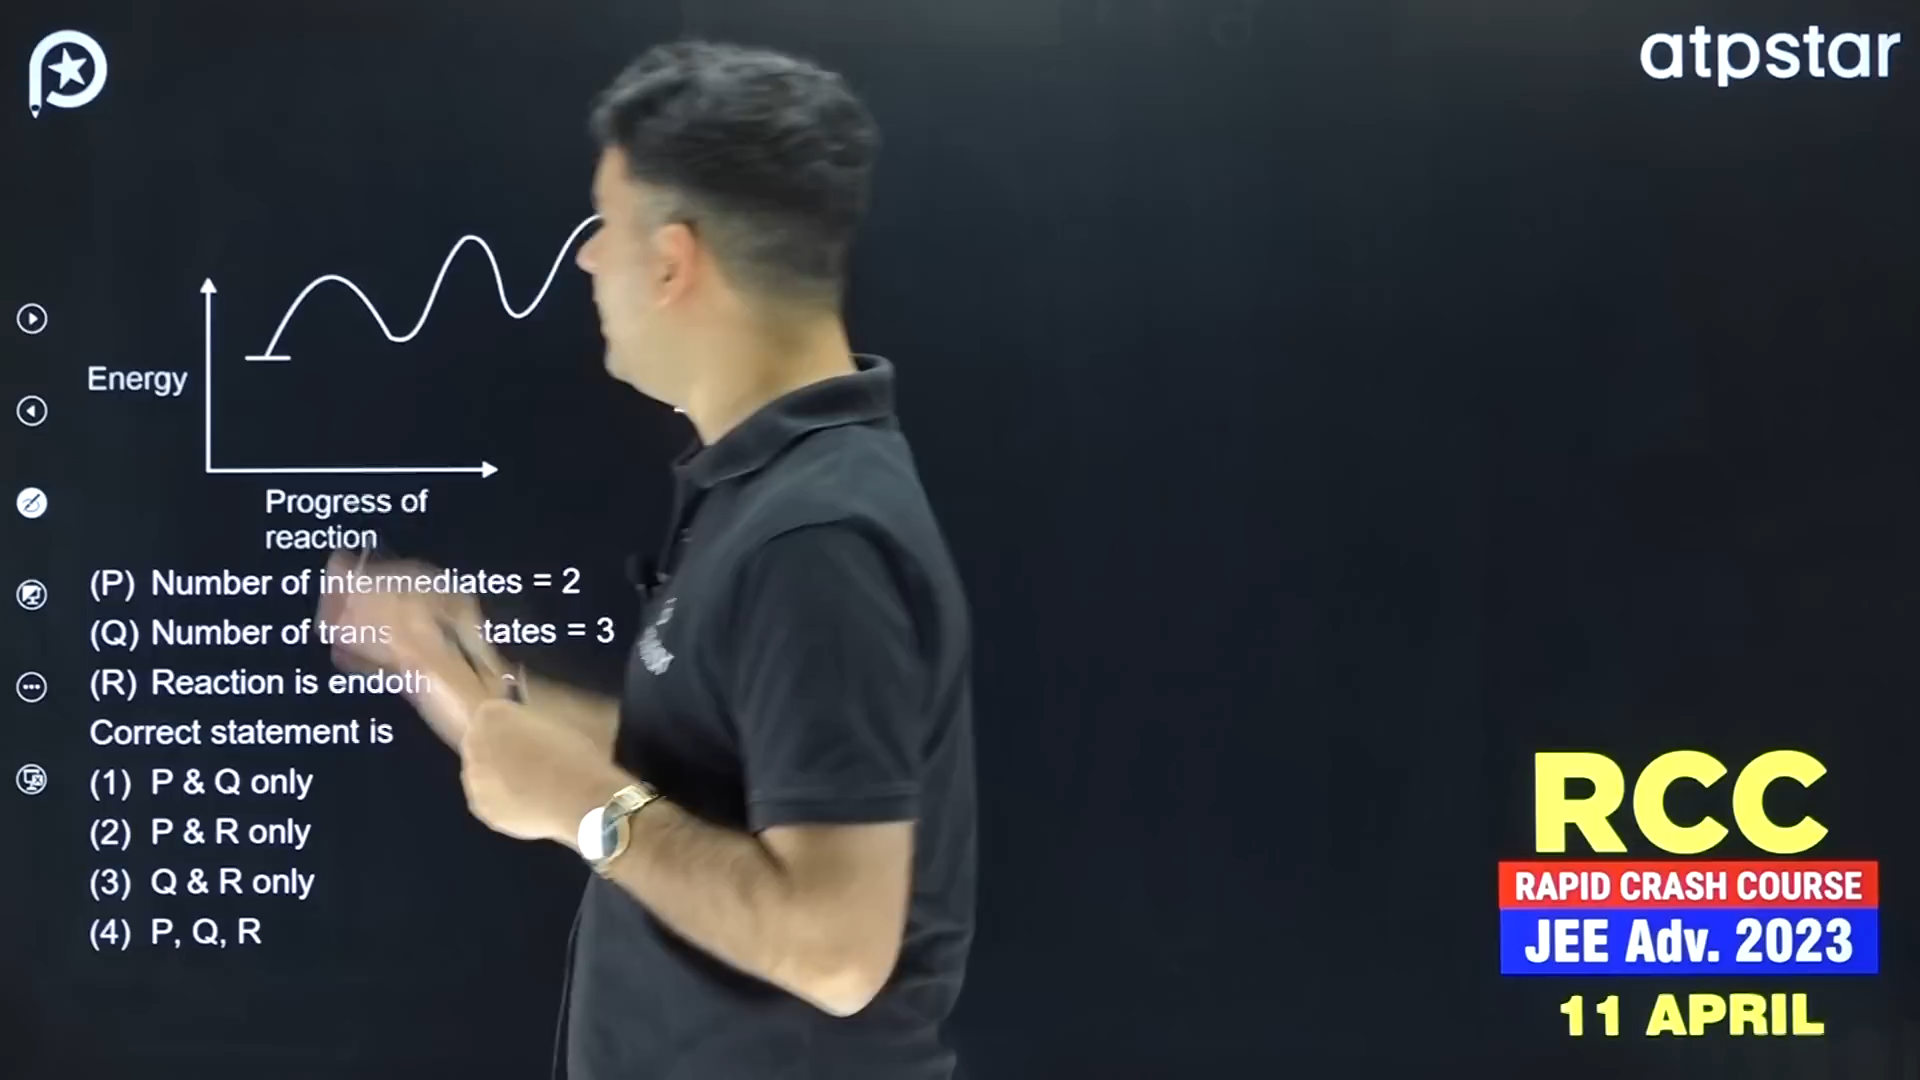 atpstar
Energy
Progress of
reaction
(P) Number of intermediates = 2
(Q) Number of trans tates = 3
(R) Reaction is endoth
Correct statement is
(1) P & Q only
(2) P & R only
(3) Q & R only
(4) P, Q, R
RCC
RAPID CRASH COURSE
JEE Adv. 2023
11 APRIL